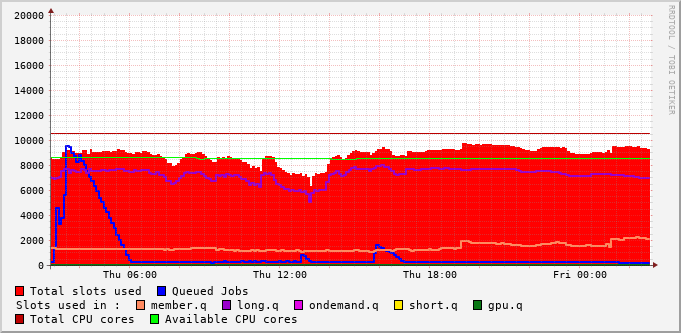 20000
18000
16000
14000
12000
10000
8000
6000
4000
2000
0
Thu 06:00 Thu 12:00 Thu 18:00 Fri 00:00
Total slots used Queued Jobs
Slots used in : member.q long.q ondemand.q short.q gpu.q
Total CPU cores Available CPU cores
RRDTOOL / TOBI OETIKER